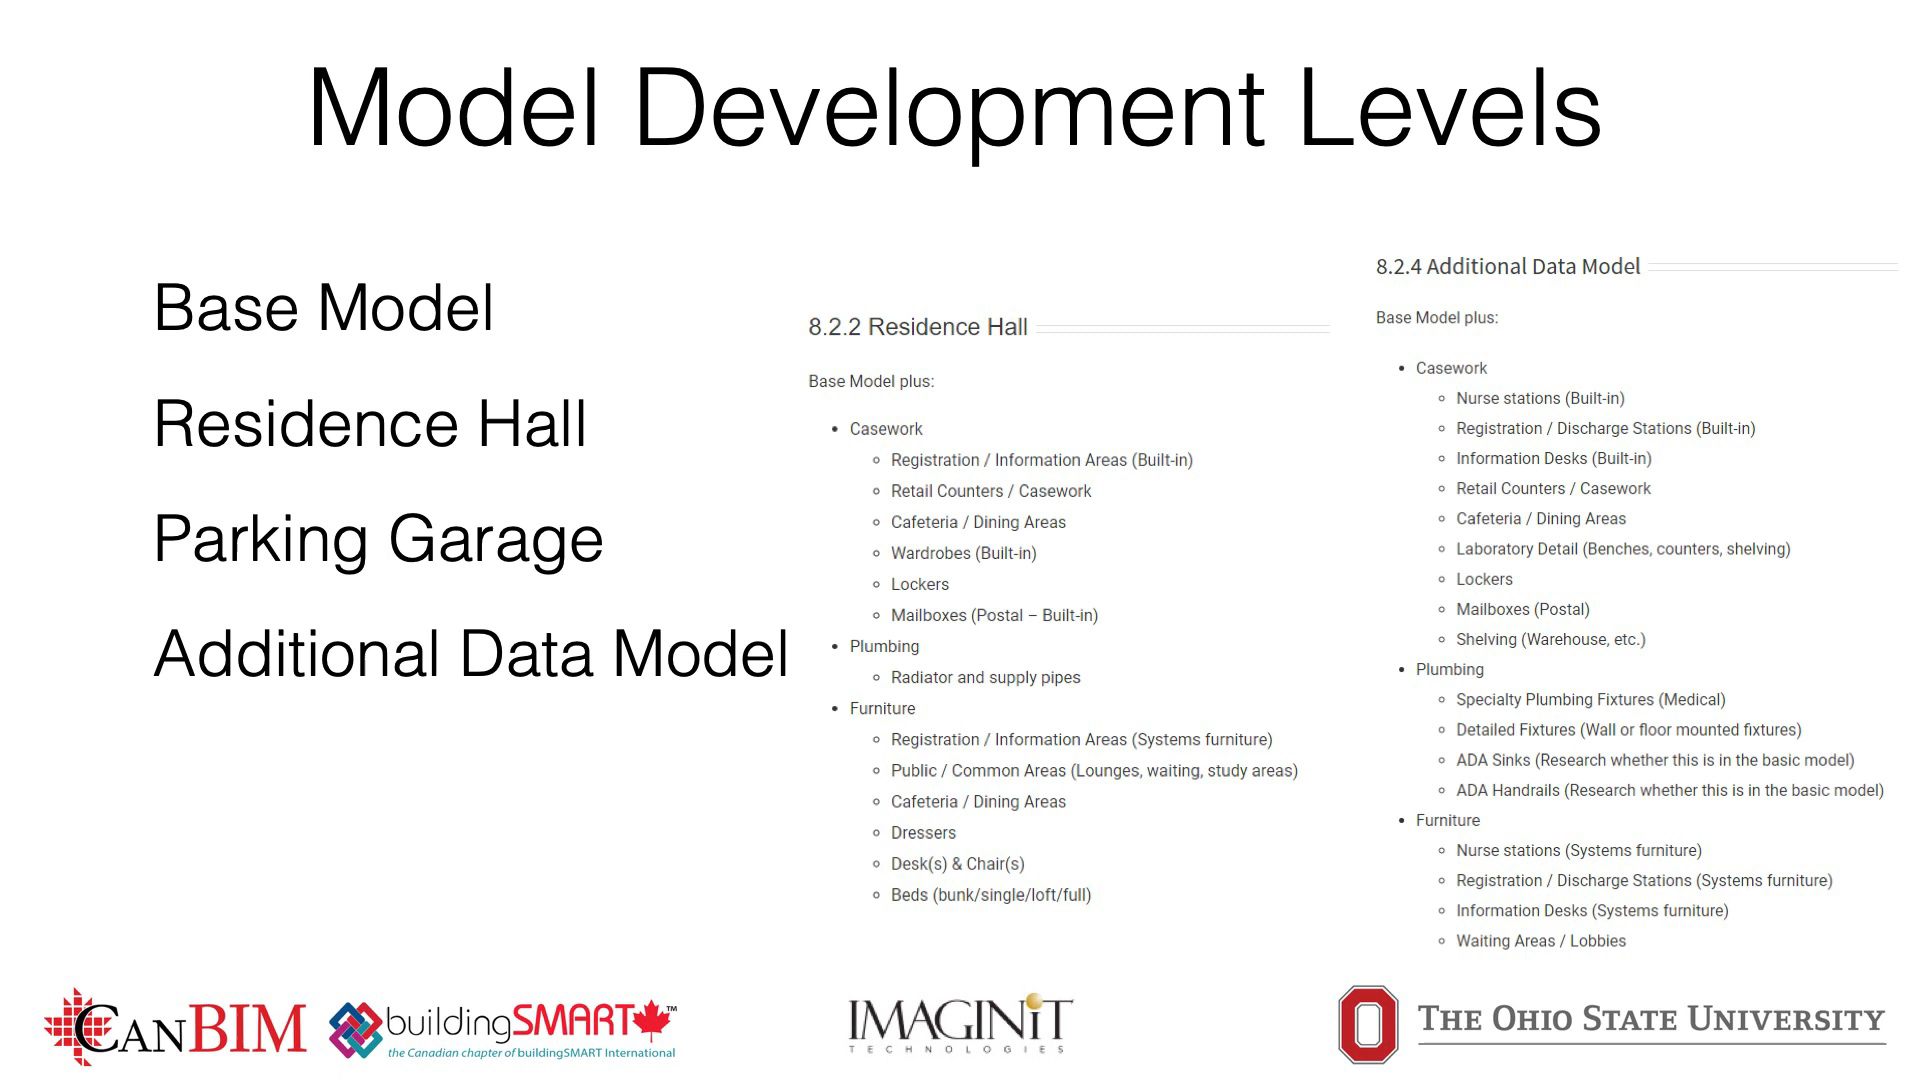 Model Development Levels
Base Model
Residence Hall
Parking Garage
Additional Data Model
8.2.2 Residence Hall
Base Model plus:
• Casework
◦ Registration / Information Areas (Built-in)
◦ Retail Counters / Casework
◦ Cafeteria / Dining Areas
◦ Wardrobes (Built-in)
◦ Lockers
◦ Mailboxes (Postal – Built-in)
• Plumbing
◦ Radiator and supply pipes
• Furniture
◦ Registration / Information Areas (Systems furniture)
◦ Public / Common Areas (Lounges, waiting, study areas)
◦ Cafeteria / Dining Areas
◦ Dressers
◦ Desk(s) & Chair(s)
◦ Beds (bunk/single/loft/full)
8.2.4 Additional Data Model
Base Model plus:
• Casework
◦ Nurse stations (Built-in)
◦ Registration / Discharge Stations (Built-in)
◦ Information Desks (Built-in)
◦ Retail Counters / Casework
◦ Cafeteria / Dining Areas
◦ Laboratory Detail (Benches, counters, shelving)
◦ Lockers
◦ Mailboxes (Postal)
◦ Shelving (Warehouse, etc.)
• Plumbing
◦ Specialty Plumbing Fixtures (Medical)
◦ Detailed Fixtures (Wall or floor mounted fixtures)
◦ ADA Sinks (Research whether this is in the basic model)
◦ ADA Handrails (Research whether this is in the basic model)
• Furniture
◦ Nurse stations (Systems furniture)
◦ Registration / Discharge Stations (Systems furniture)
◦ Information Desks (Systems furniture)
◦ Waiting Areas / Lobbies
CANBIM
buildingSMART™
the Canadian chapter of buildingSMART International
IMAGINiT
TECHNOLOGIES
THE OHIO STATE UNIVERSITY